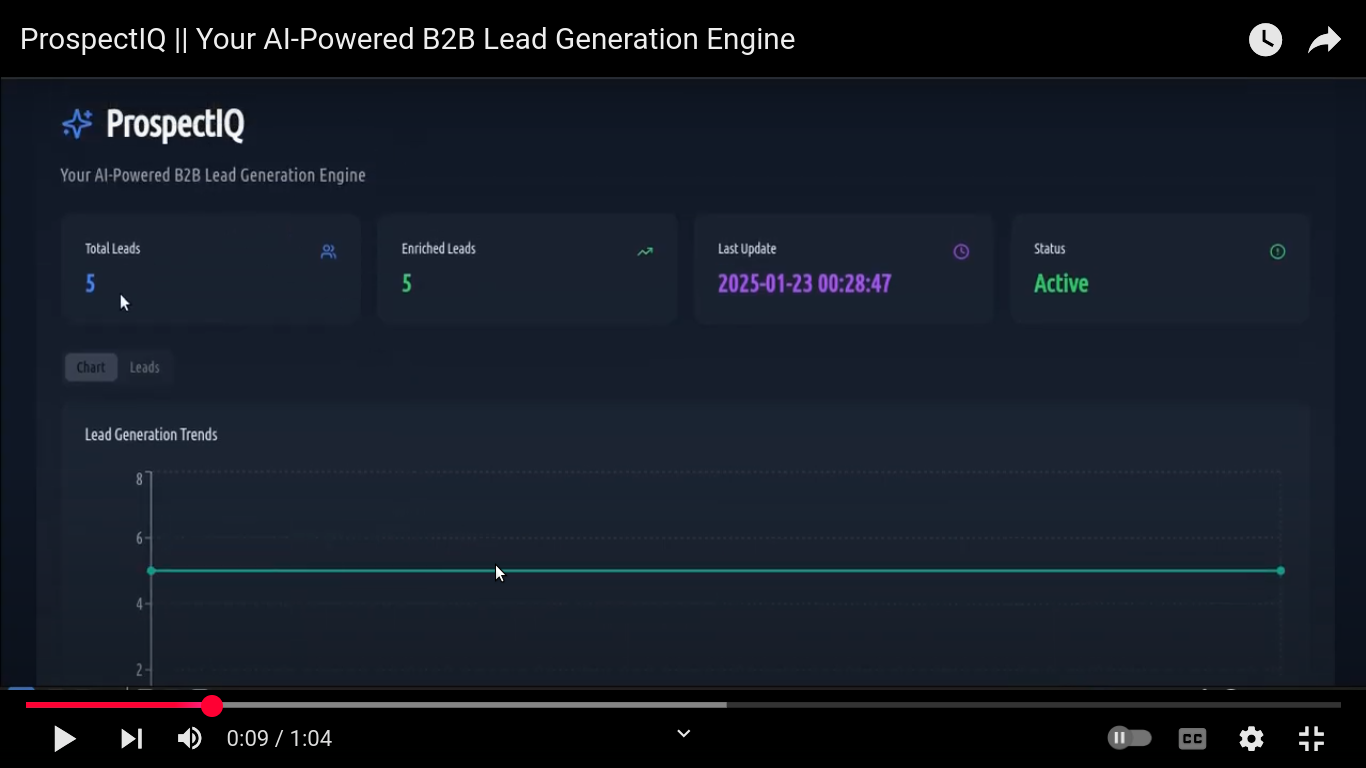 ProspectIQ || Your AI-Powered B2B Lead Generation Engine
ProspectIQ
Your AI-Powered B2B Lead Generation Engine
Total Leads
5
Enriched Leads
5
Last Update
2025-01-23 00:28:47
Status
Active
Chart
Leads
Lead Generation Trends
8
6
4
2
0:09 / 1:04
CC